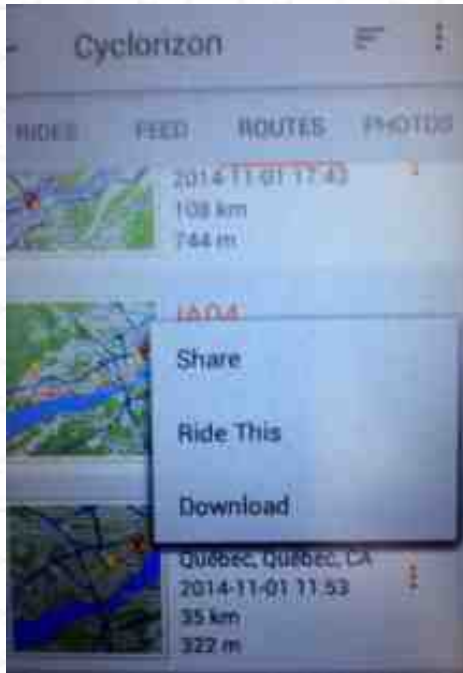 Cyclorizon
RIDES FEED ROUTES PHOTOS
2014-11-01 17:43
108 km
744 m
JA04
Share
Ride This
Download
Québec, Québec, CA
2014-11-01 11:53
35 km
322 m